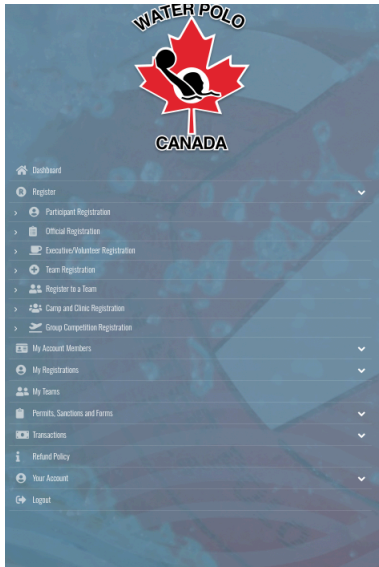 WATER POLO
CANADA
Dashboard
Register
Participant Registration
Official Registration
Executive/Volunteer Registration
Team Registration
Register to a Team
Camp and Clinic Registration
Group Competition Registration
My Account Members
My Registrations
My Teams
Permits, Sanctions and Forms
Transactions
Refund Policy
Your Account
Logout